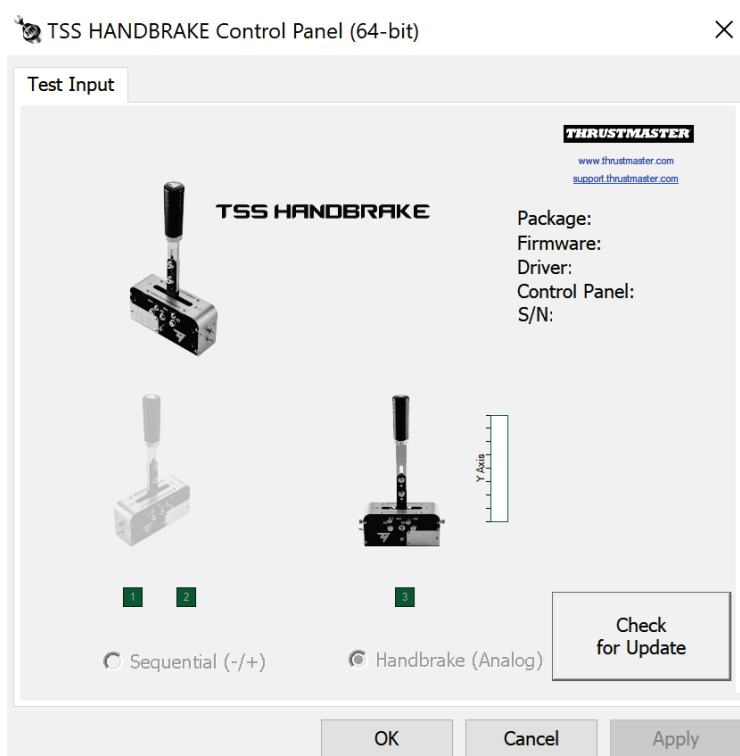 TSS HANDBRAKE Control Panel (64-bit)
Test Input
THRUSTMASTER
www.thrustmaster.com
support.thrustmaster.com
TSS HANDBRAKE
Package:
Firmware:
Driver:
Control Panel:
S/N:
Y Axis
1 2 3
Sequential (-/+) Handbrake (Analog)
Check
for Update
OK Cancel Apply